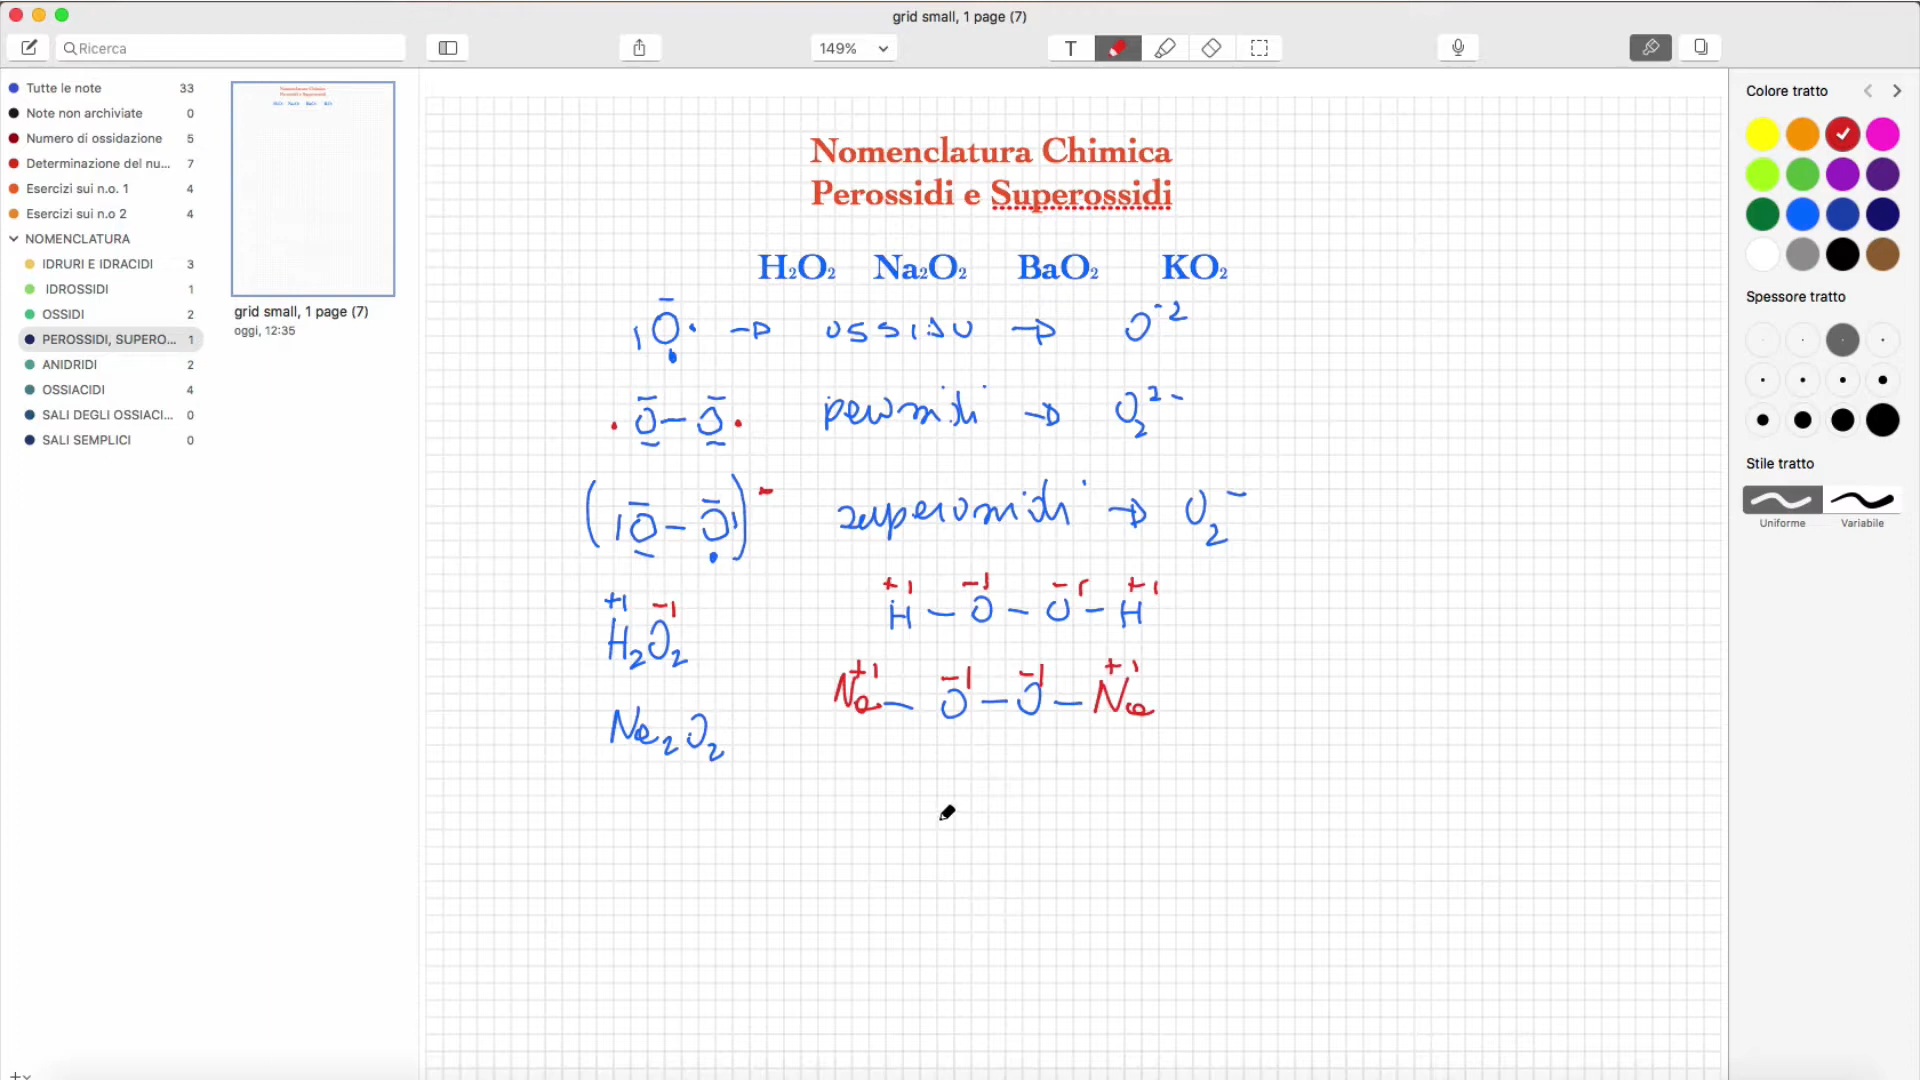 grid small, 1 page (7)
Ricerca
149%
T
Tutte le note 33
Note non archiviate 0
Numero di ossidazione 5
Determinazione del nu... 7
Esercizi sui n.o. 1 4
Esercizi sui n.o 2 4
NOMENCLATURA
IDRURI E IDRACIDI 3
IDROSSIDI 1
OSSIDI 2
PEROSSIDI, SUPERO... 1
ANIDRIDI 2
OSSIACIDI 4
SALI DEGLI OSSIACI... 0
SALI SEMPLICI 0
grid small, 1 page (7)
oggi, 12:35
Nomenclatura Chimica
Perossidi e Superossidi
H₂O₂ Na₂O₂ BaO₂ KO₂
O → ossido → O⁻²
O – O perossidi → O₂²⁻
(O – O)⁻ superossidi → O₂⁻
+1 -1 -1 +1
H – O – O – H
+1 -1
H₂O₂
+1 -1 -1 +1
Na – O – O – Na
Na₂O₂
Colore tratto
Spessore tratto
Stile tratto
Uniforme Variabile